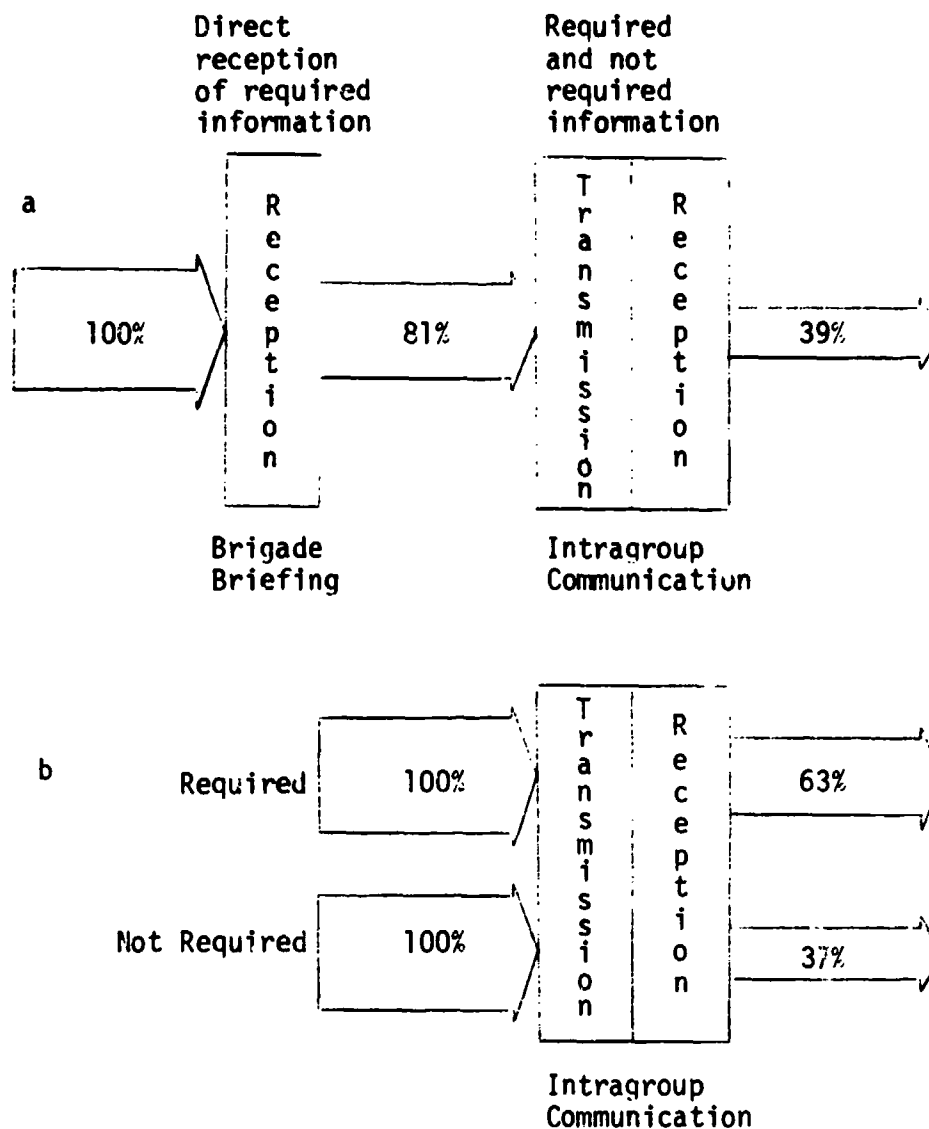 Direct
reception
of required
information
Required
and not
required
information
a
100%
Reception
81%
Transmission
Reception
39%
Brigade
Briefing
Intragroup
Communication
b
Required
100%
Transmission
Reception
63%
Not Required
100%
37%
Intragroup
Communication